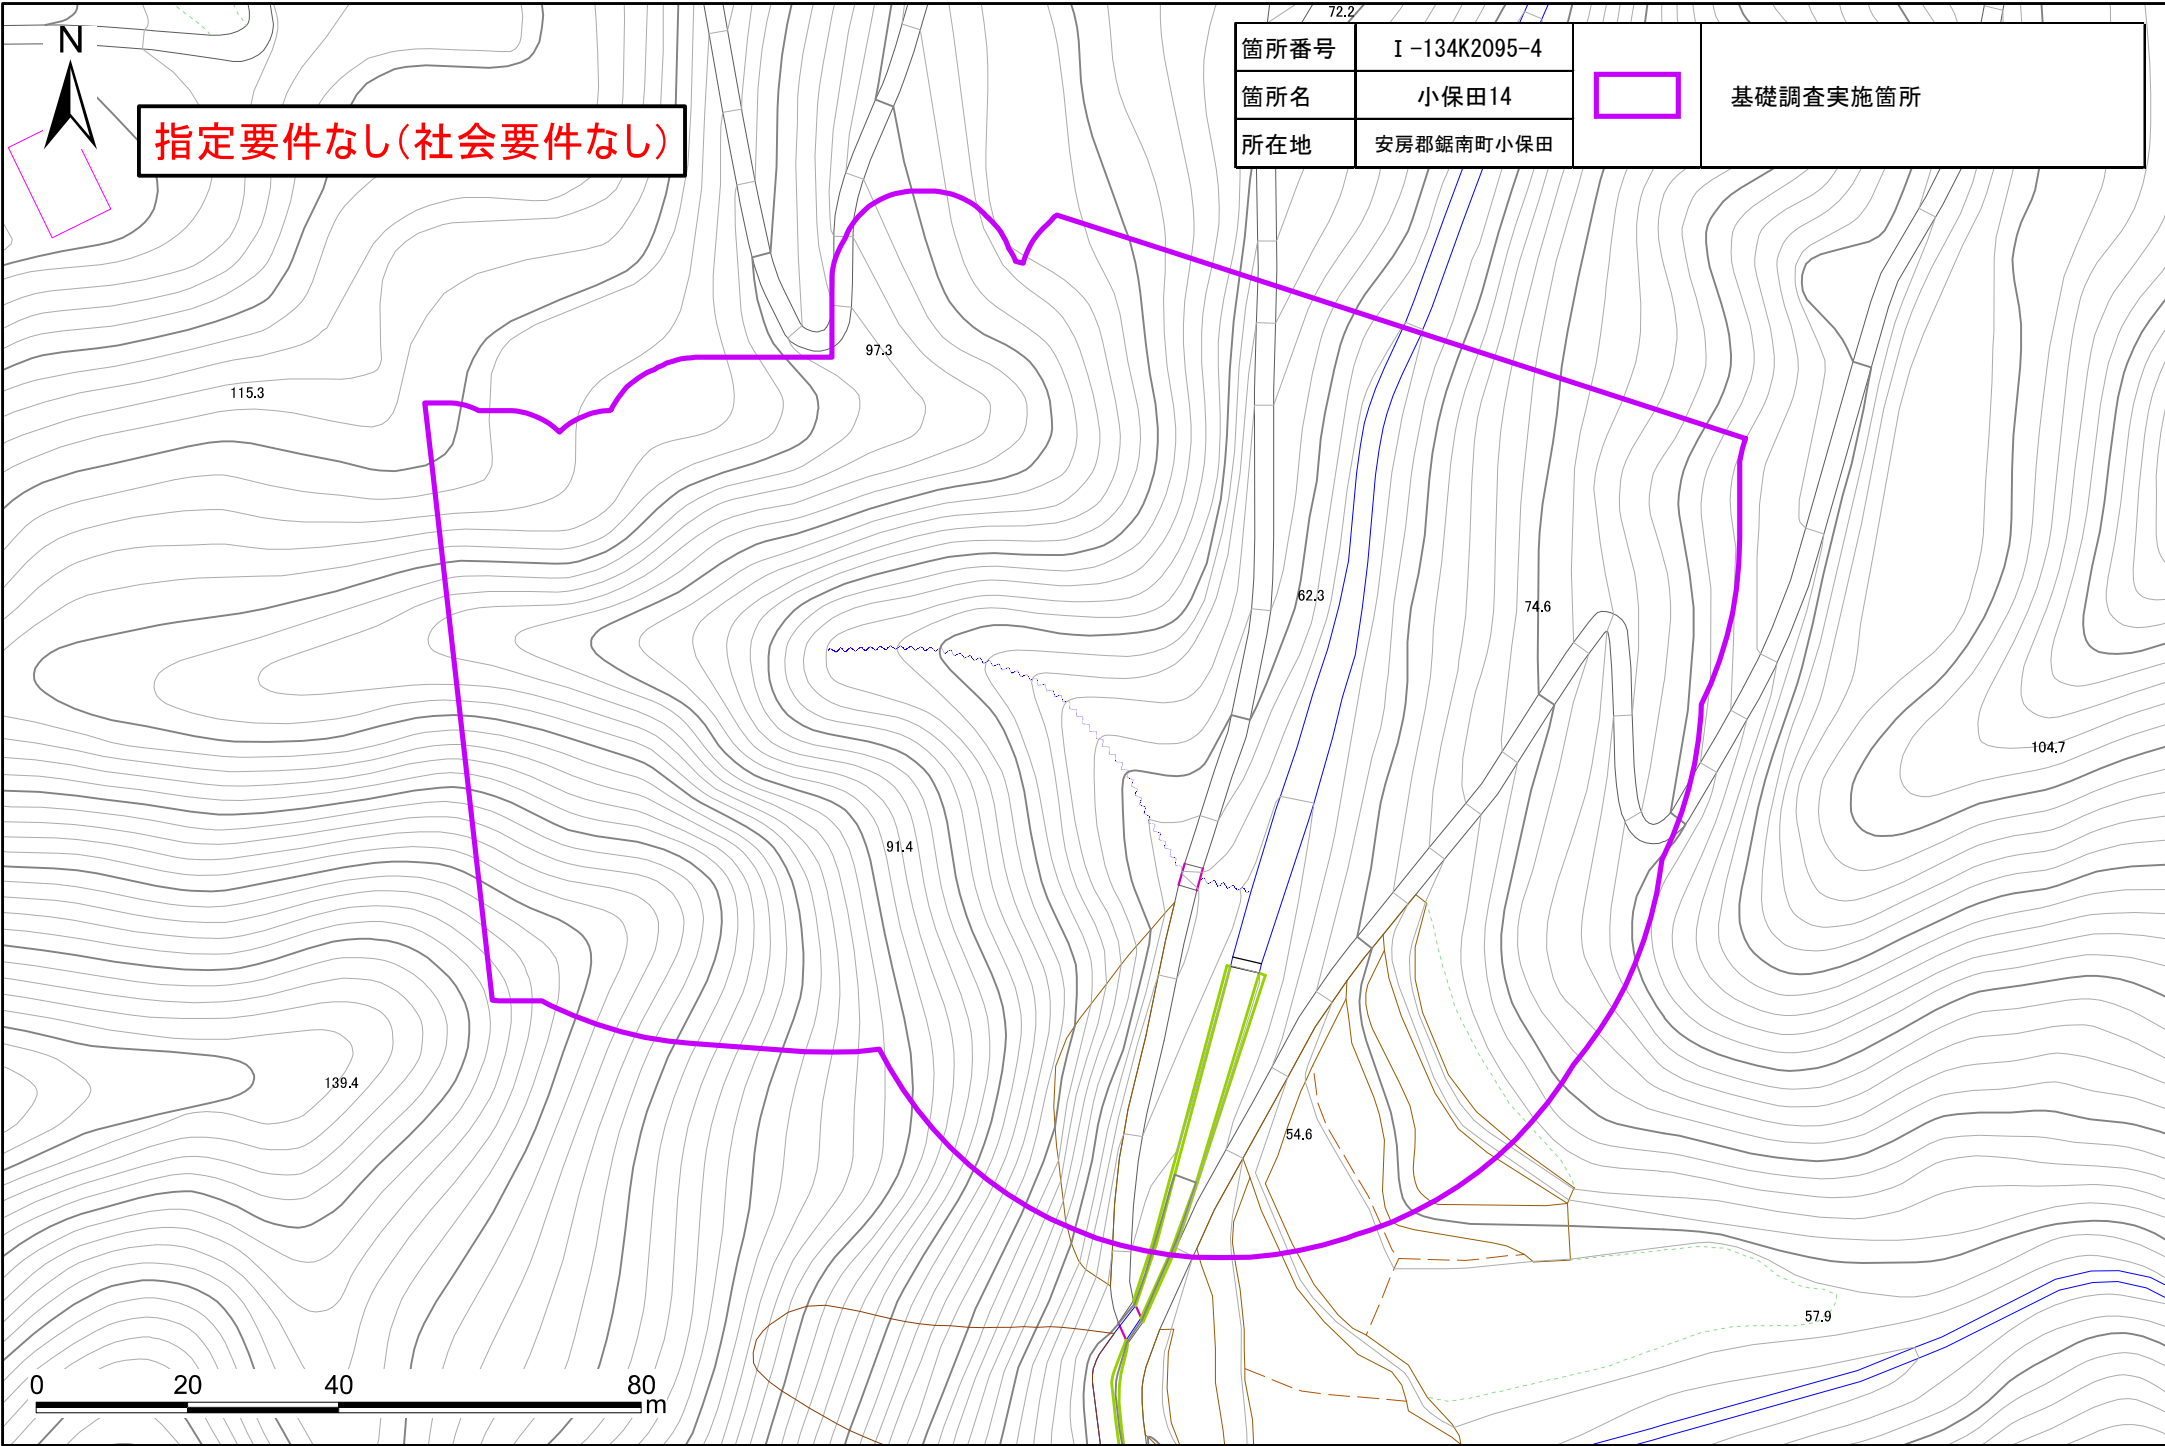 N
指定要件なし(社会要件なし)
箇所番号 Ⅰ-134K2095-4
箇所名 小保田14
所在地 安房郡鋸南町小保田
基礎調査実施箇所
72.2
97.3
115.3
62.3
74.6
104.7
91.4
139.4
54.6
57.9
0 20 40 80
m